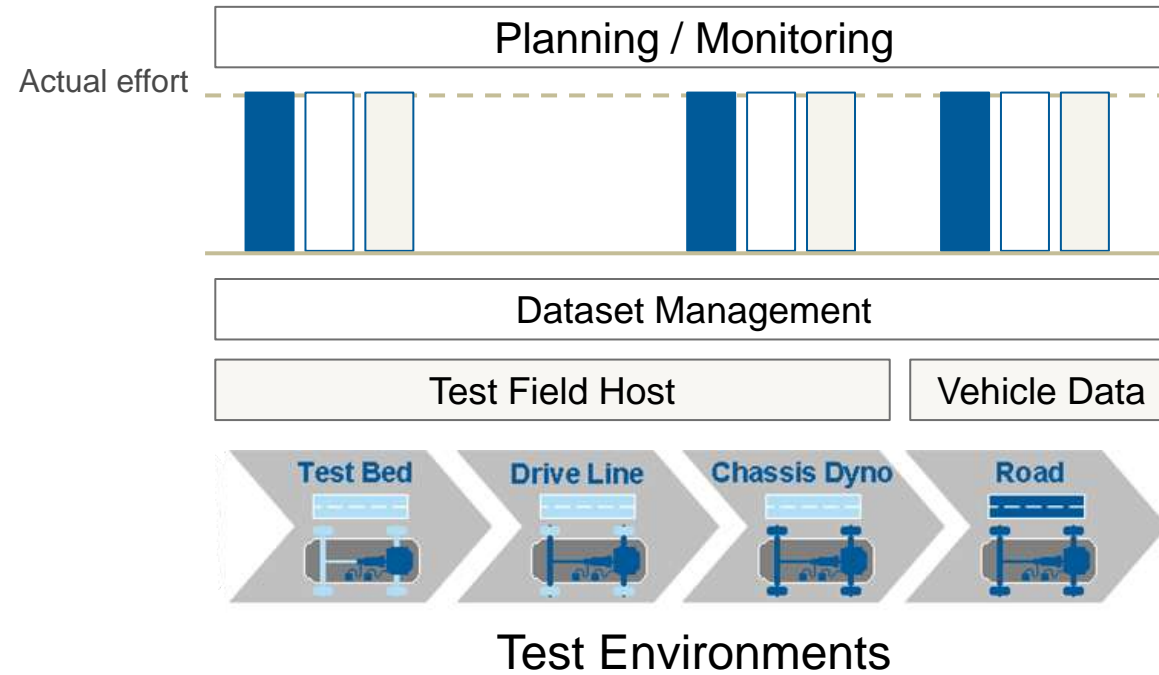 Planning / Monitoring
Actual effort
Dataset Management
Test Field Host
Vehicle Data
Test Bed
Drive Line
Chassis Dyno
Road
Test Environments